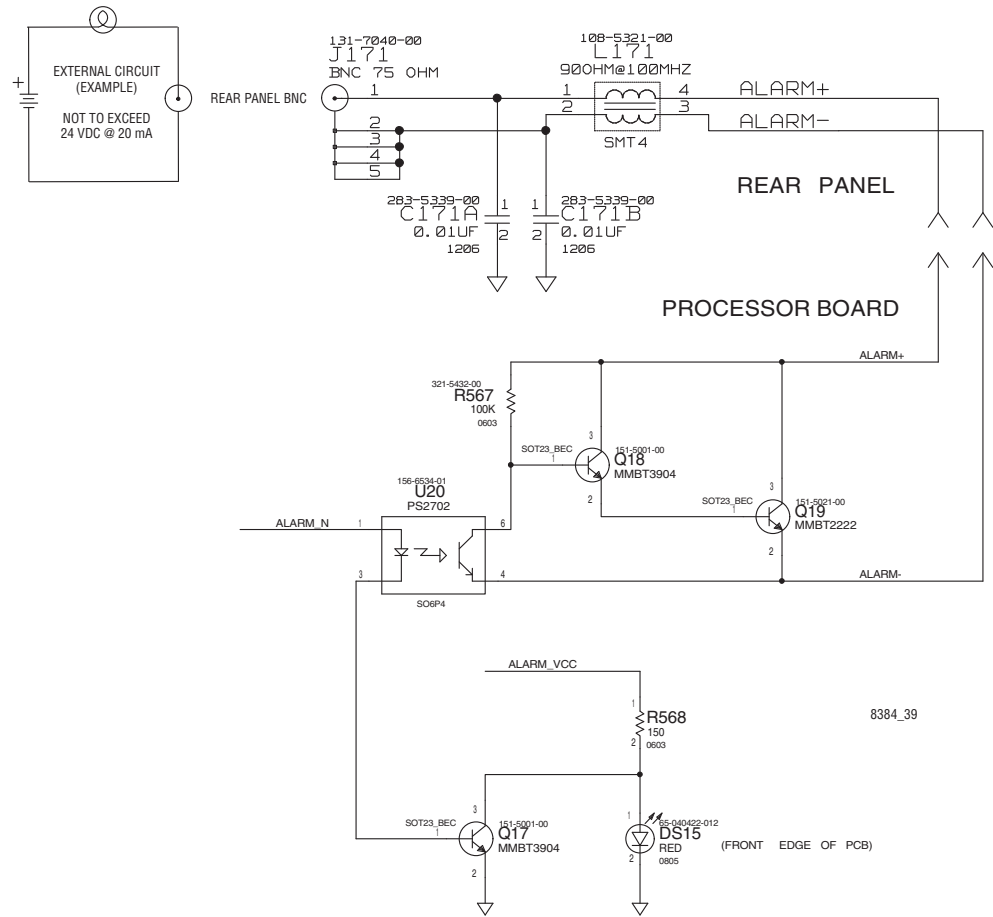 EXTERNAL CIRCUIT
(EXAMPLE)
NOT TO EXCEED
24 VDC @ 20 mA
+
REAR PANEL BNC
131-7040-00
J171
BNC 75 OHM
1
2
3
4
5
108-5321-00
L171
90OHM@100MHZ
1
2
4
3
SMT4
ALARM+
ALARM-
REAR PANEL
283-5339-00
C171A
0.01UF
1206
1
2
283-5339-00
C171B
0.01UF
1206
1
2
PROCESSOR BOARD
ALARM+
321-5432-00
R567
100K
0603
SOT23_BEC
1
3
2
151-5001-00
Q18
MMBT3904
SOT23_BEC
1
3
2
151-5021-00
Q19
MMBT2222
156-6534-01
U20
PS2702
ALARM_N
1
3
6
4
SO6P4
ALARM-
ALARM_VCC
1
R568
150
2
0603
8384_39
SOT23_BEC
1
3
2
151-5001-00
Q17
MMBT3904
1
2
65-040422-012
DS15
RED
0805
(FRONT EDGE OF PCB)